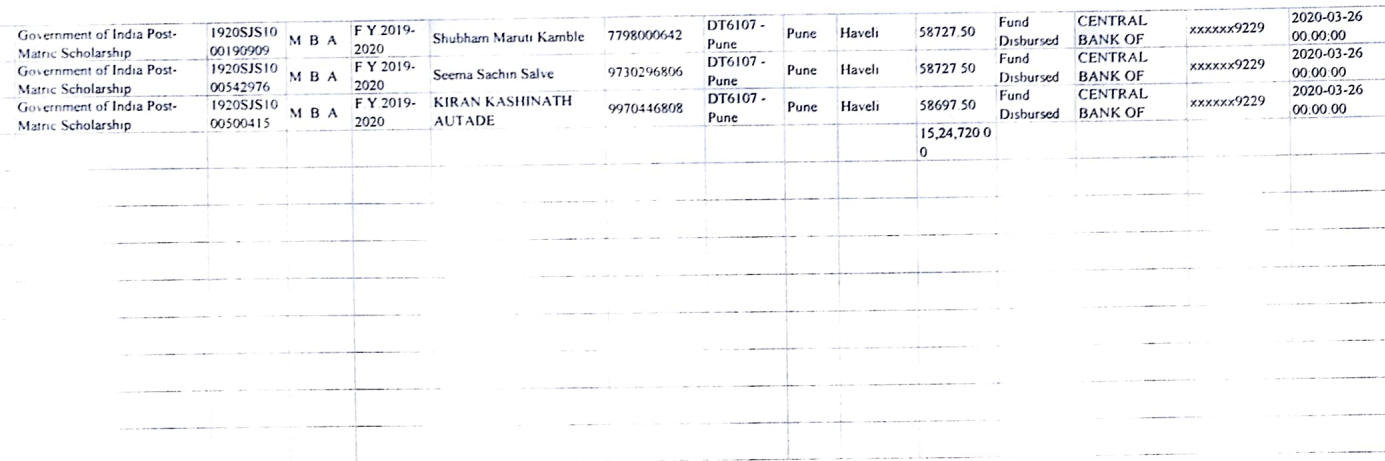 Government of India Post- 1920SJS10 M B A F Y 2019- Shubham Maruti Kamble 7798000642 DT6107 - Pune Haveli 58727.50 Fund CENTRAL xxxxxx9229 2020-03-26
Matric Scholarship 00190909 2020 Pune Disbursed BANK OF 00:00:00
Government of India Post- 1920SJS10 M B A F Y 2019- Seema Sachin Salve 9730296806 DT6107 - Pune Haveli 58727 50 Fund CENTRAL xxxxxx9229 2020-03-26
Matric Scholarship 00542976 2020 Pune Disbursed BANK OF 00:00:00
Government of India Post- 1920SJS10 M B A F Y 2019- KIRAN KASHINATH 9970446808 DT6107 - Pune Haveli 58697 50 Fund CENTRAL xxxxxx9229 2020-03-26
Matric Scholarship 00500415 2020 AUTADE Pune Disbursed BANK OF 00:00:00
15,24,720 0
0